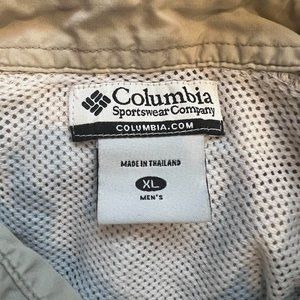 Columbia
Sportswear Company
COLUMBIA.COM
MADE IN THAILAND
XL
MEN'S